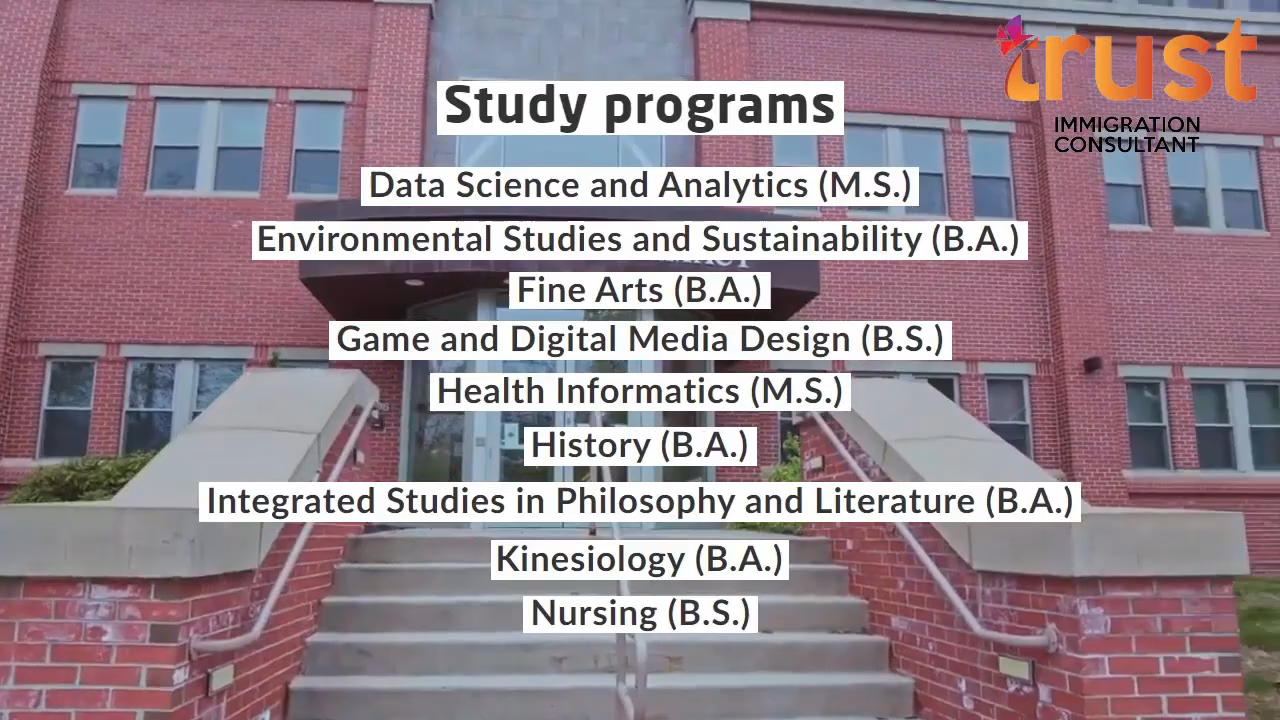 trust
IMMIGRATION
CONSULTANT
Study programs
Data Science and Analytics (M.S.)
Environmental Studies and Sustainability (B.A.)
Fine Arts (B.A.)
Game and Digital Media Design (B.S.)
Health Informatics (M.S.)
History (B.A.)
Integrated Studies in Philosophy and Literature (B.A.)
Kinesiology (B.A.)
Nursing (B.S.)